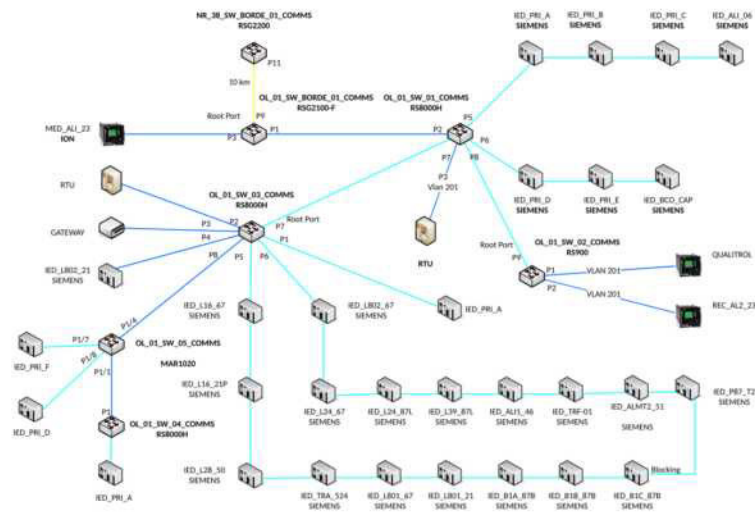 NR_3B_SW_BORDE_01_COMMS
RSG2200
P11
10 km
Root Port
P9
OL_01_SW_BORDE_01_COMMS
RSG2100-F
P3
P1
MED_ALI_23
ION
OL_01_SW_01_COMMS
RS8000H
P2
P5
P6
P7
P8
P3
Vlan 201
RTU
IED_PRI_A
SIEMENS
IED_PRI_B
SIEMENS
IED_PRI_C
SIEMENS
IED_ALI_06
SIEMENS
IED_PRI_D
SIEMENS
IED_PRI_E
SIEMENS
IED_BCO_CAP
SIEMENS
RTU
GATEWAY
IED_LB02_21
SIEMENS
OL_01_SW_03_COMMS
RS8000H
P2
P3
P4
P8
P5
P6
P7
P1
Root Port
Root Port
P9
OL_01_SW_02_COMMS
RS900
P1
P2
VLAN 201
VLAN 201
QUALITROL
REC_AL2_23
IED_L16_67
SIEMENS
IED_LB02_67
SIEMENS
IED_PRI_A
P1/4
P1/7
P1/8
P1/1
IED_PRI_F
IED_PRI_D
OL_01_SW_05_COMMS
MAR1020
P1
OL_01_SW_04_COMMS
RS8000H
IED_PRI_A
IED_L16_21P
SIEMENS
IED_L24_67
SIEMENS
IED_L24_87L
SIEMENS
IED_L39_87L
SIEMENS
IED_ALI1_46
SIEMENS
IED_TRF-01
SIEMENS
IED_ALMT2_51
SIEMENS
IED_PB7_T2
SIEMENS
Blocking
IED_L28_50
SIEMENS
IED_TRA_524
SIEMENS
IED_LB01_67
SIEMENS
IED_LB01_21
SIEMENS
IED_B1A_87B
SIEMENS
IED_B1B_87B
SIEMENS
IED_B1C_87B
SIEMENS